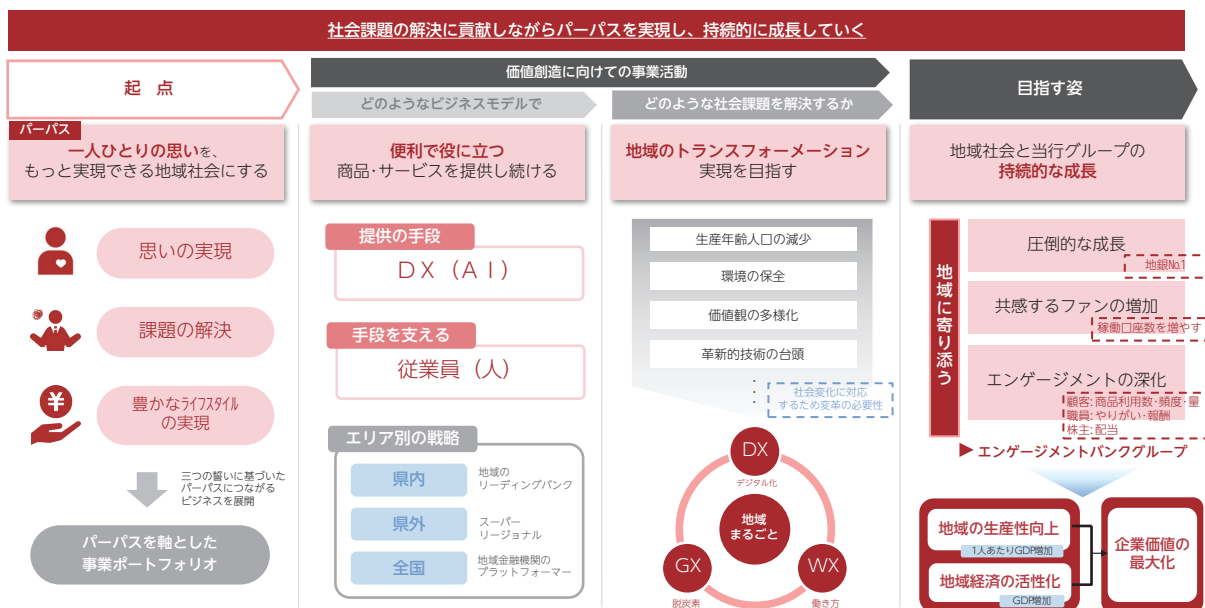 社会課題の解決に貢献しながらパーパスを実現し、持続的に成長していく
起 点
パーパス
一人ひとりの思いを、
もっと実現できる地域社会にする
思いの実現
課題の解決
¥
豊かなライフスタイル
の実現
三つの誓いに基づいた
パーパスにつながる
ビジネスを展開
パーパスを軸とした
事業ポートフォリオ
価値創造に向けての事業活動
どのようなビジネスモデルで
便利で役に立つ
商品・サービスを提供し続ける
提供の手段
DX(AI)
手段を支える
従業員(人)
エリア別の戦略
県内
地域の
リーディングバンク
県外
スーパー
リージョナル
全国
地域金融機関の
プラットフォーマー
どのような社会課題を解決するか
地域のトランスフォーメーション
実現を目指す
生産年齢人口の減少
環境の保全
価値観の多様化
革新的技術の台頭
社会変化に対応
するため変革の必要性
DX
デジタル化
地域
まるごと
GX
脱炭素
WX
働き方
目指す姿
地域社会と当行グループの
持続的な成長
地域に寄り添う
圧倒的な成長
地銀No.1
共感するファンの増加
稼働口座数を増やす
エンゲージメントの深化
顧客:商品利用数・頻度・量
職員:やりがい・報酬
株主:配当
▶エンゲージメントバンクグループ
地域の生産性向上
1人あたりGDP増加
地域経済の活性化
GDP増加
企業価値の
最大化